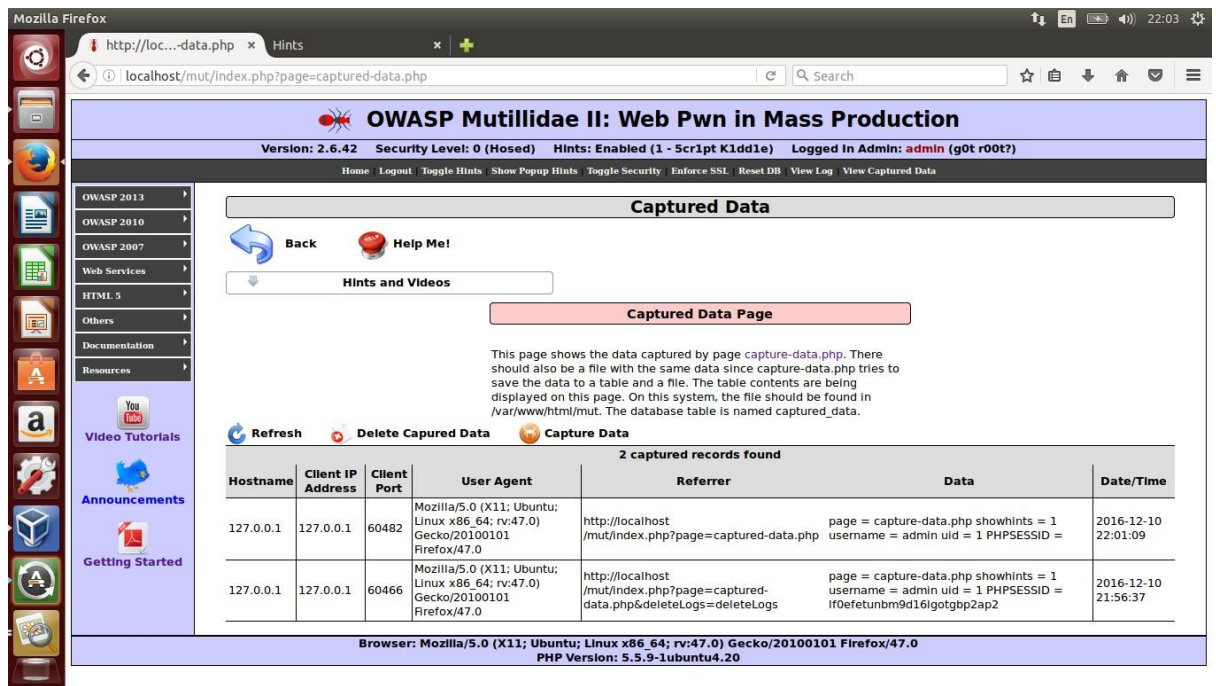 Mozilla Firefox
En 22:03
http://loc...-data.php × Hints ×
localhost/mut/index.php?page=captured-data.php Search
OWASP Mutillidae II: Web Pwn in Mass Production
Version: 2.6.42 Security Level: 0 (Hosed) Hints: Enabled (1 - 5cr1pt K1dd1e) Logged In Admin: admin (g0t r00t?)
Home | Logout | Toggle Hints | Show Popup Hints | Toggle Security | Enforce SSL | Reset DB | View Log | View Captured Data
OWASP 2013
OWASP 2010
OWASP 2007
Web Services
HTML 5
Others
Documentation
Resources
You
Tube
Video Tutorials
Announcements
Getting Started
Captured Data
Back
HELP
Help Me!
Hints and Videos
Captured Data Page
This page shows the data captured by page capture-data.php. There
should also be a file with the same data since capture-data.php tries to
save the data to a table and a file. The table contents are being
displayed on this page. On this system, the file should be found in
/var/www/html/mut. The database table is named captured_data.
Refresh Delete Capured Data Capture Data
2 captured records found
Hostname Client IP Address Client Port User Agent Referrer Data Date/Time
127.0.0.1 127.0.0.1 60482
Mozilla/5.0 (X11; Ubuntu;
Linux x86_64; rv:47.0)
Gecko/20100101
Firefox/47.0
http://localhost
/mut/index.php?page=captured-data.php
page = capture-data.php showhints = 1
username = admin uid = 1 PHPSESSID =
2016-12-10
22:01:09
127.0.0.1 127.0.0.1 60466
Mozilla/5.0 (X11; Ubuntu;
Linux x86_64; rv:47.0)
Gecko/20100101
Firefox/47.0
http://localhost
/mut/index.php?page=captured-
data.php&deleteLogs=deleteLogs
page = capture-data.php showhints = 1
username = admin uid = 1 PHPSESSID =
lf0efetunbm9d16lgotgbp2ap2
2016-12-10
21:56:37
Browser: Mozilla/5.0 (X11; Ubuntu; Linux x86_64; rv:47.0) Gecko/20100101 Firefox/47.0
PHP Version: 5.5.9-1ubuntu4.20